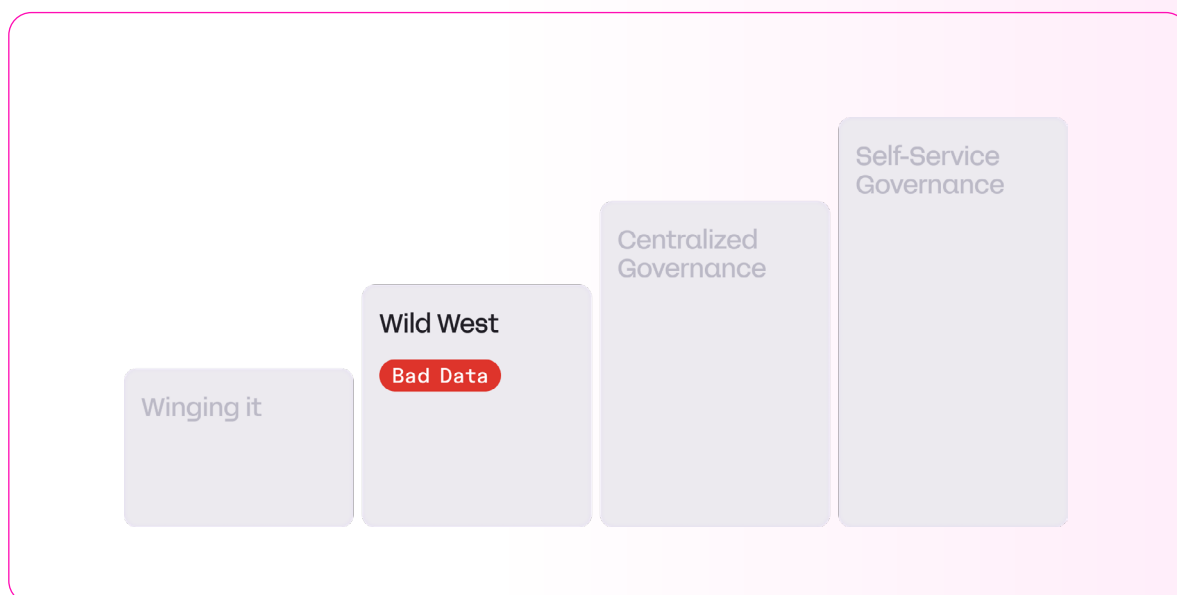 Winging it
Wild West
Bad Data
Centralized
Governance
Self-Service
Governance